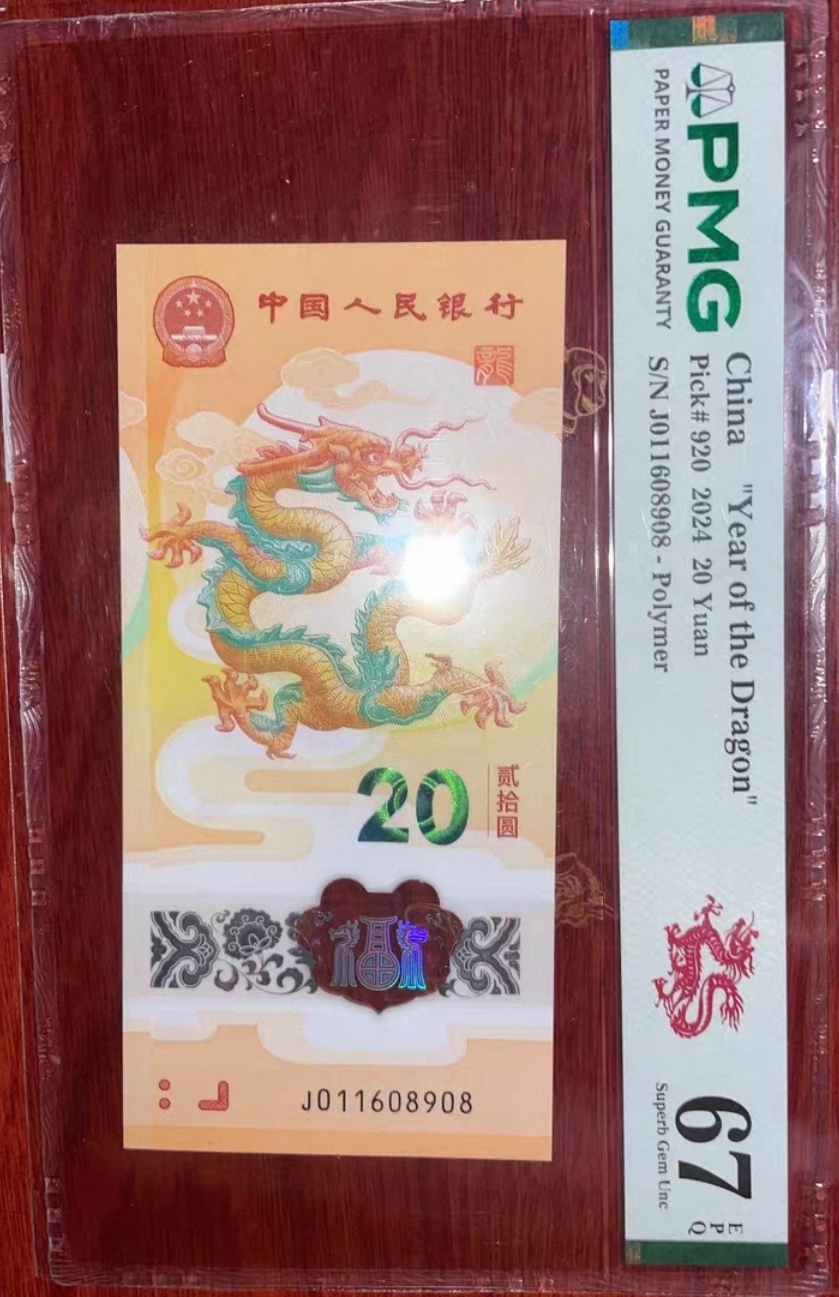 PMG
PAPER MONEY GUARANTY
China "Year of the Dragon"
Pick# 920 2024 20 Yuan
S/N J011608908 - Polymer
67
E
P
Q
Superb Gem Unc
中国人民银行
龍
20
贰拾圆
J011608908